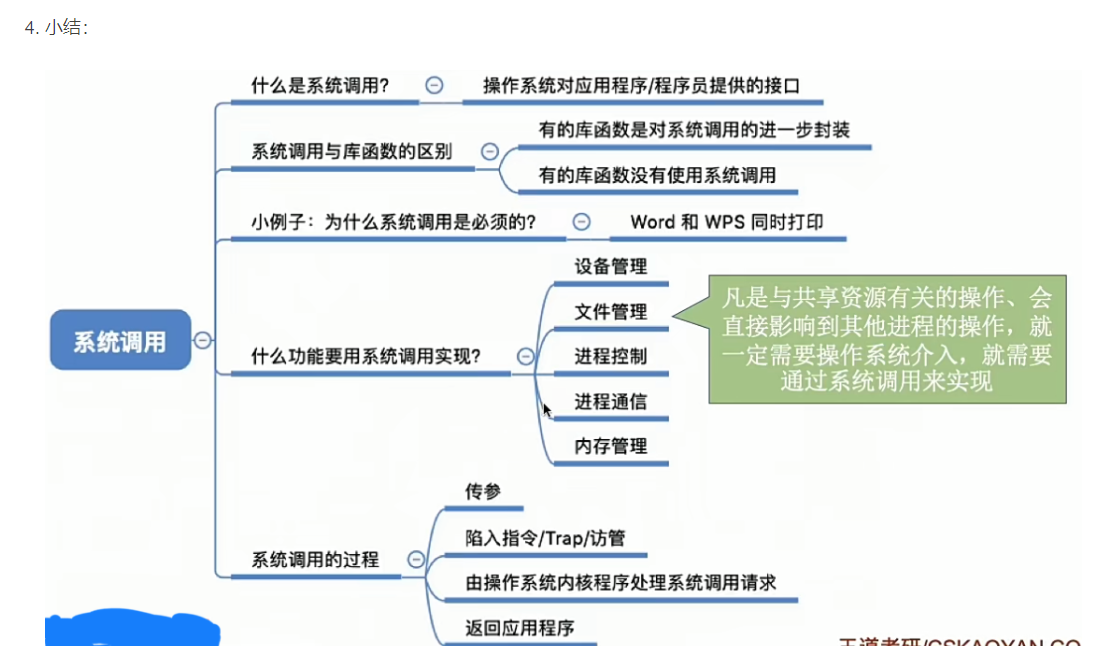 4. 小结：
什么是系统调用？
操作系统对应用程序/程序员提供的接口
系统调用与库函数的区别
有的库函数是对系统调用的进一步封装
有的库函数没有使用系统调用
小例子：为什么系统调用是必须的？
Word 和 WPS 同时打印
系统调用
什么功能要用系统调用实现？
设备管理
文件管理
进程控制
进程通信
内存管理
凡是与共享资源有关的操作、会
直接影响到其他进程的操作，就
一定需要操作系统介入，就需要
通过系统调用来实现
系统调用的过程
传参
陷入指令/Trap/访管
由操作系统内核程序处理系统调用请求
返回应用程序
王道考研/CSKAOYAN.CO